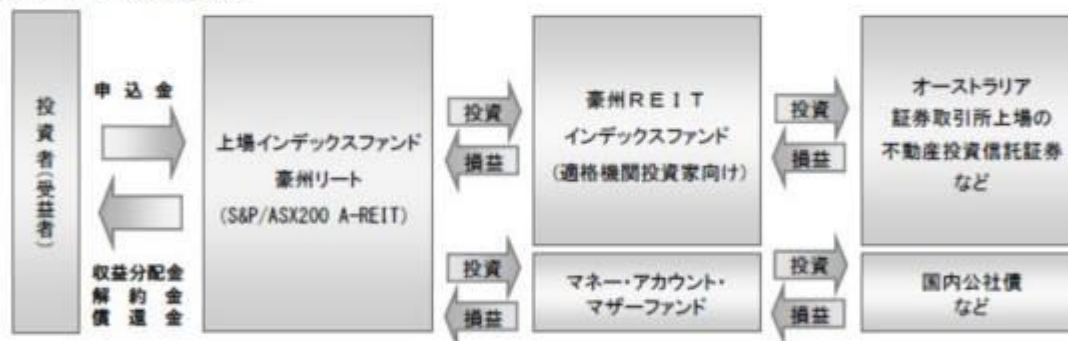 投資者(受益者)
申込金
収益分配金
解約金
償還金
上場インデックスファンド
豪州リート
(S&P/ASX200 A-REIT)
投資
損益
豪州REIT
インデックスファンド
(適格機関投資家向け)
投資
損益
オーストラリア
証券取引所上場の
不動産投資信託証券
など
投資
損益
マネー・アカウント・
マザーファンド
投資
損益
国内公社債
など